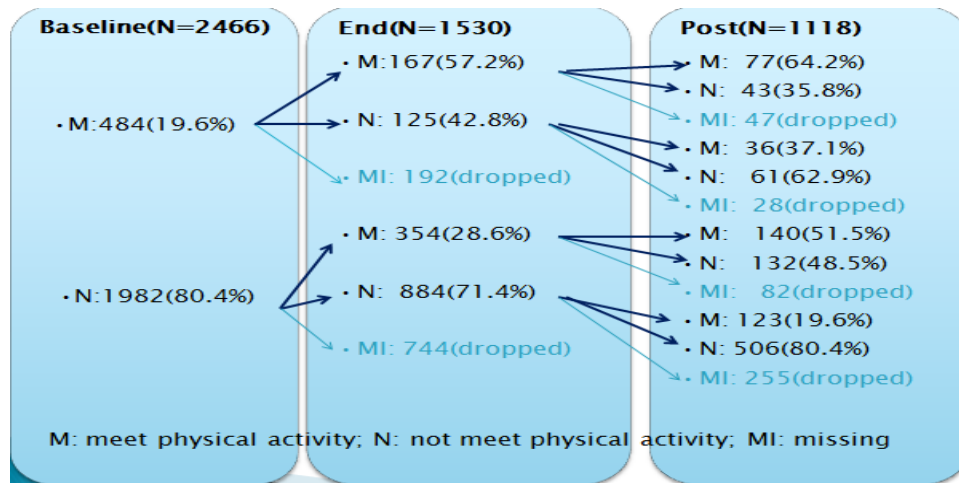 Baseline(N=2466)
• M:484(19.6%)
• N:1982(80.4%)
End(N=1530)
• M:167(57.2%)
• N: 125(42.8%)
• MI: 192(dropped)
• M: 354(28.6%)
• N: 884(71.4%)
• MI: 744(dropped)
Post(N=1118)
• M: 77(64.2%)
• N: 43(35.8%)
• MI: 47(dropped)
• M: 36(37.1%)
• N: 61(62.9%)
• MI: 28(dropped)
• M: 140(51.5%)
• N: 132(48.5%)
• MI: 82(dropped)
• M: 123(19.6%)
• N: 506(80.4%)
• MI: 255(dropped)
M: meet physical activity; N: not meet physical activity; MI: missing